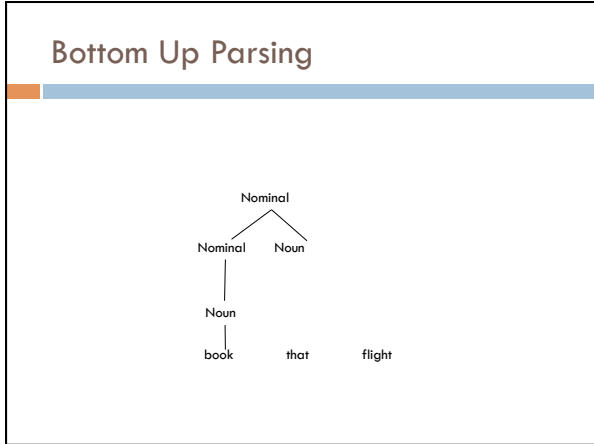 Bottom Up Parsing
Nominal
Nominal Noun
Noun
book that flight